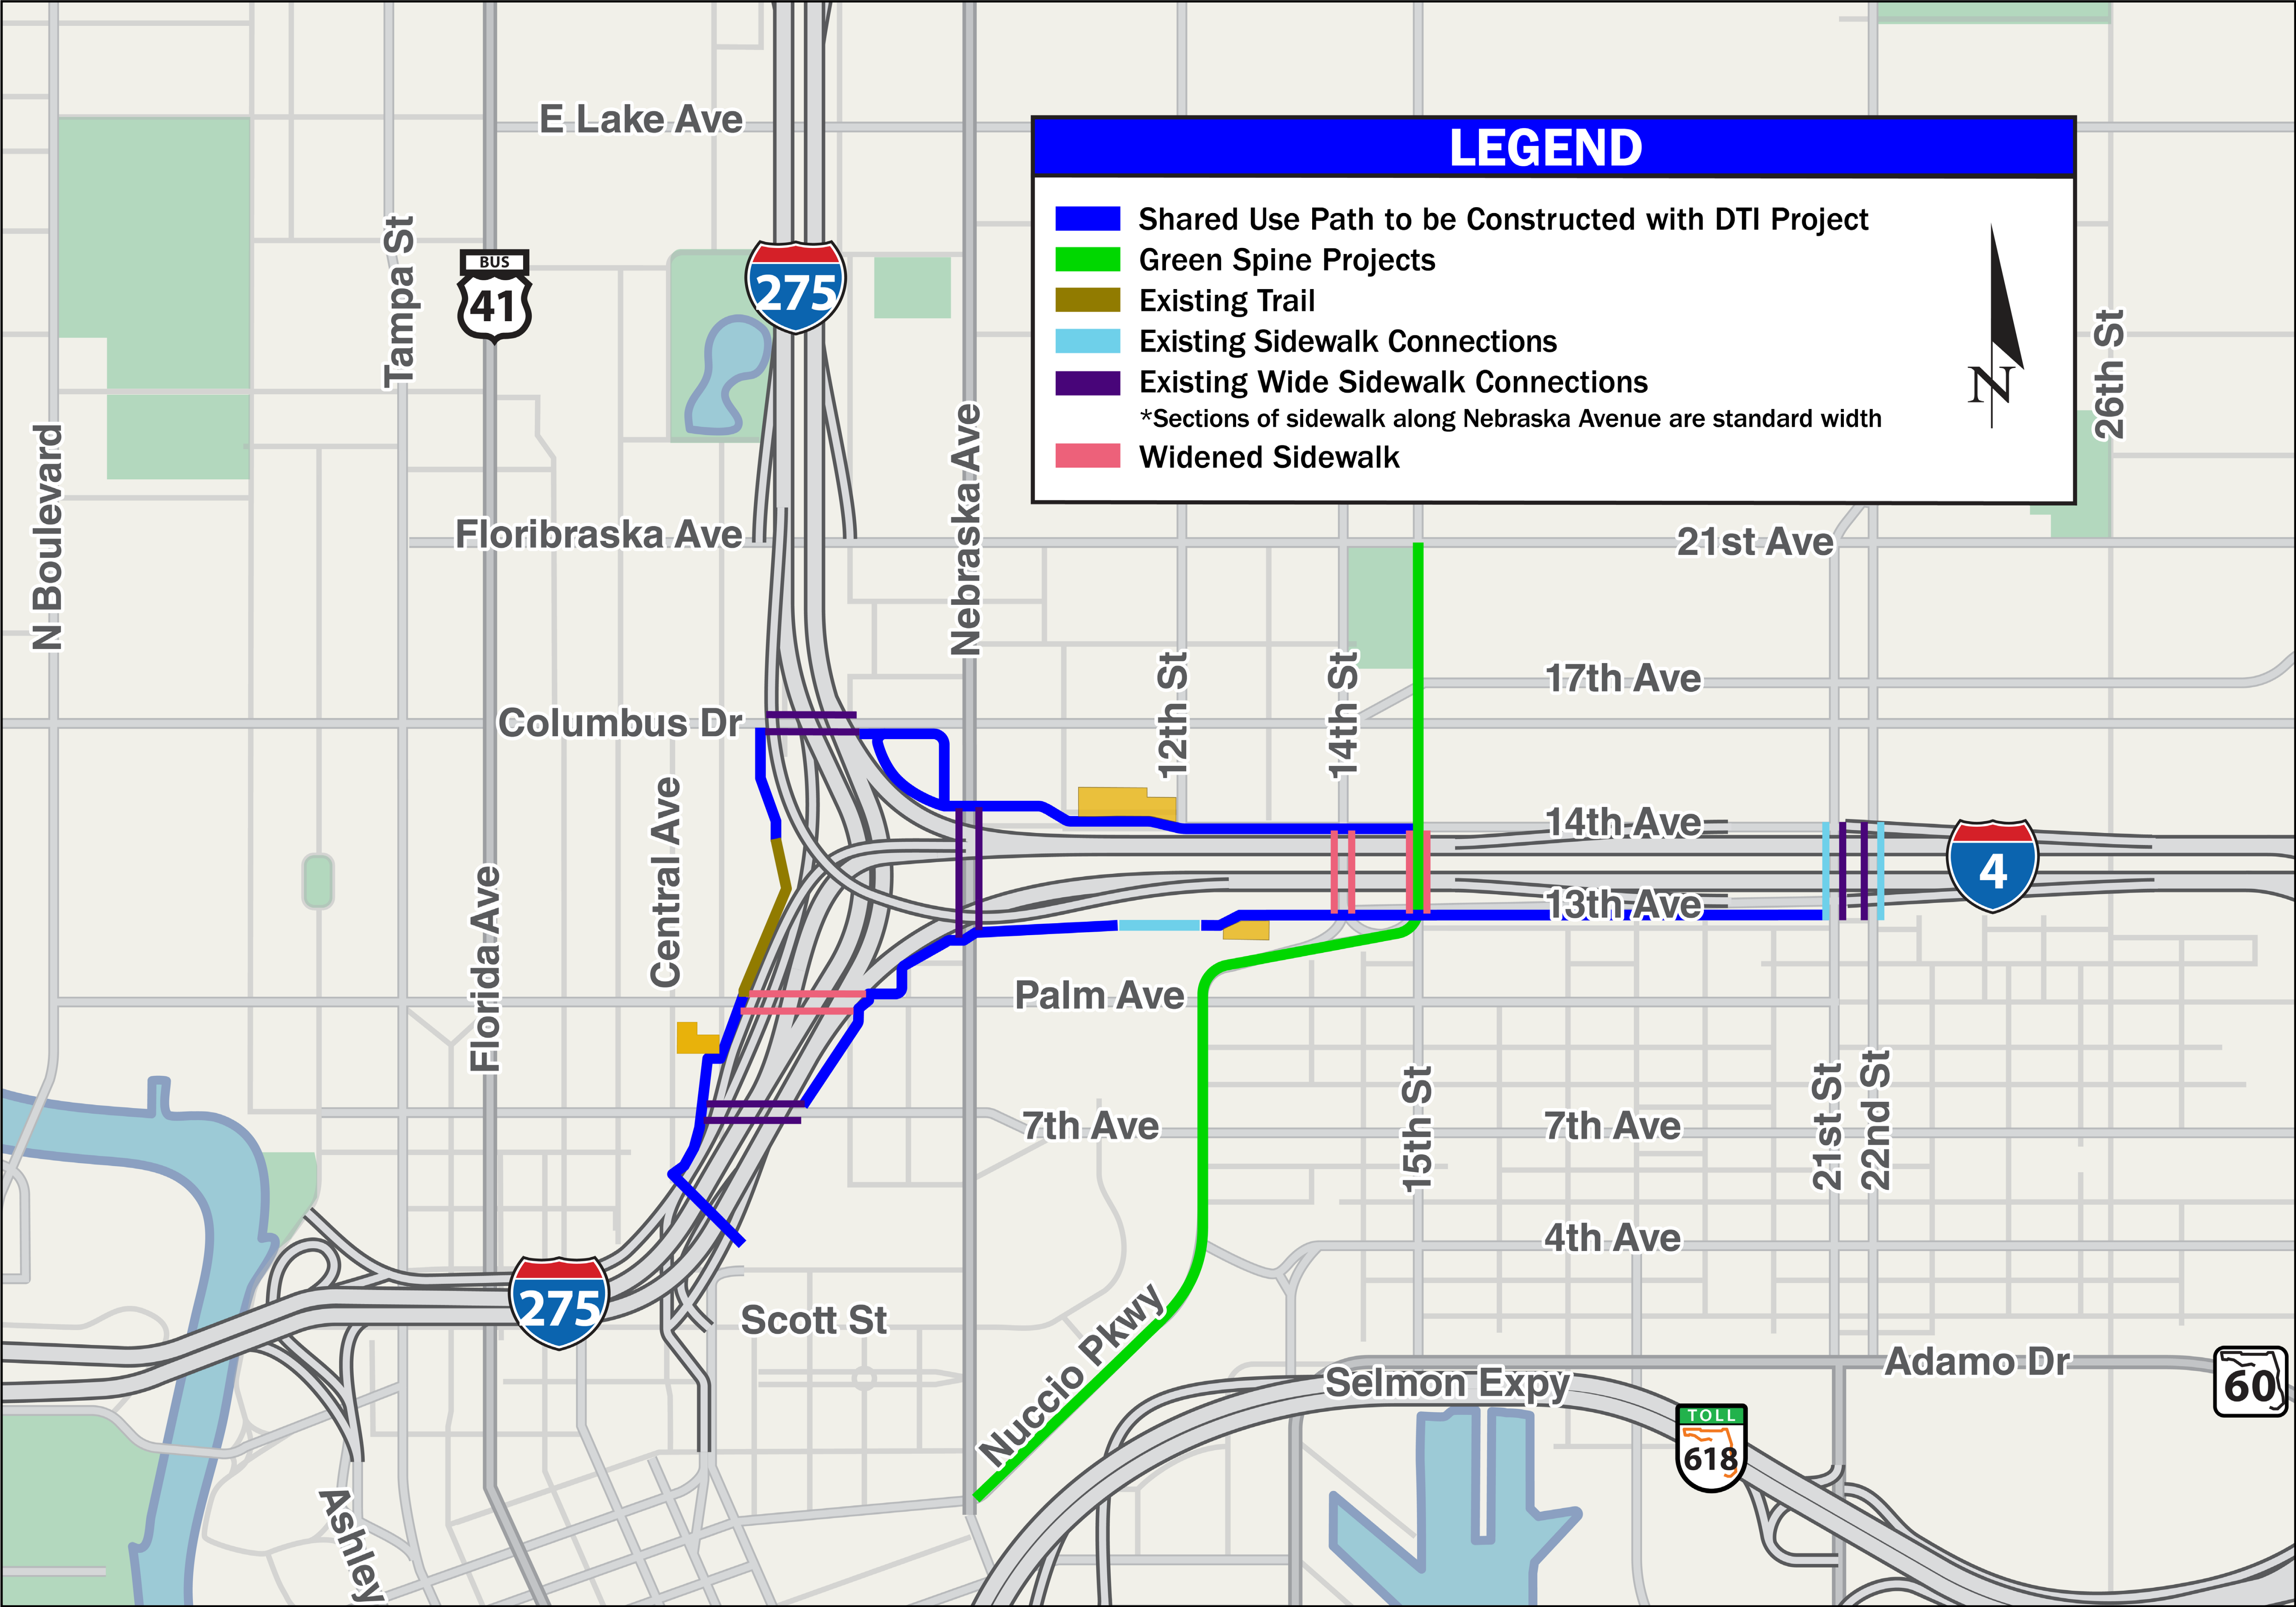 E Lake Ave
LEGEND
Shared Use Path to be Constructed with DTI Project
Green Spine Projects
Existing Trail
Existing Sidewalk Connections
Existing Wide Sidewalk Connections
*Sections of sidewalk along Nebraska Avenue are standard width
Widened Sidewalk
N
Tampa St
BUS
41
275
26th St
N Boulevard
Nebraska Ave
Floribraska Ave
21st Ave
12th St
14th St
17th Ave
Columbus Dr
Central Ave
14th Ave
4
13th Ave
Florida Ave
Palm Ave
15th St
21st St
22nd St
7th Ave
7th Ave
4th Ave
275
Scott St
Nuccio Pkwy
Selmon Expy
Adamo Dr
60
TOLL
618
Ashley